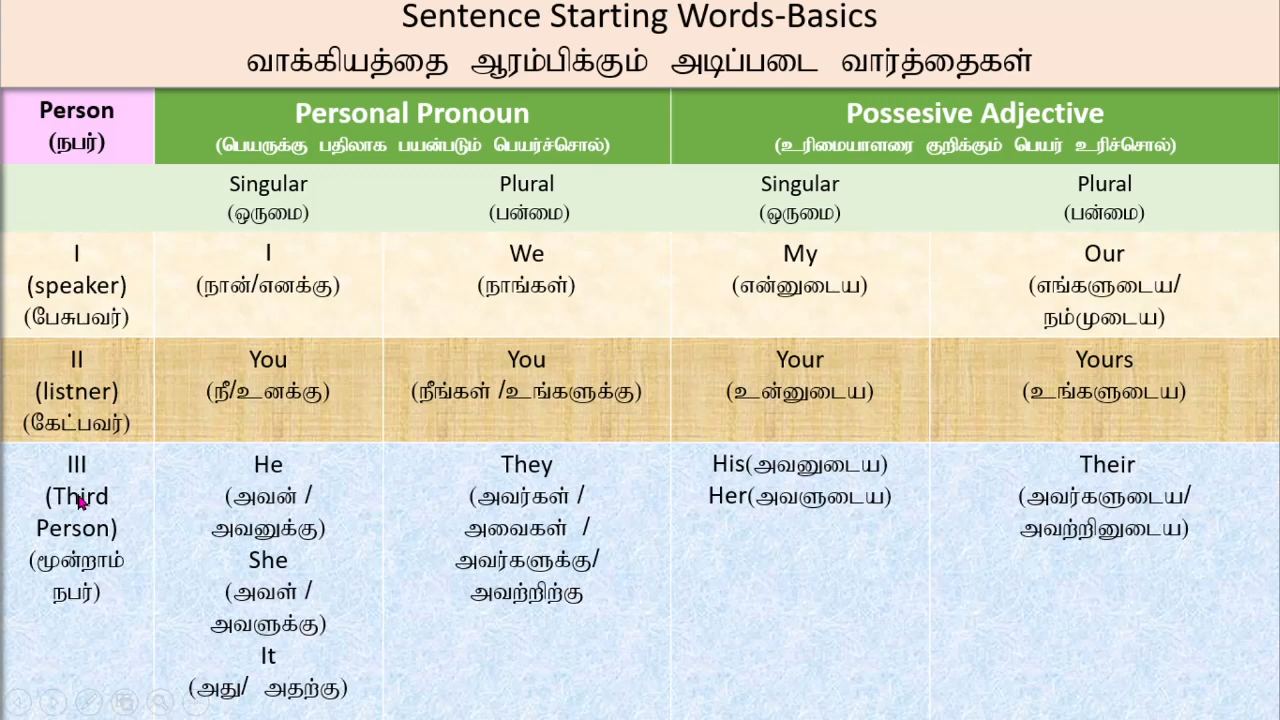 Sentence Starting Words-Basics
வாக்கியத்தை ஆரம்பிக்கும் அடிப்படை வார்த்தைகள்
Person
(நபர்)
Personal Pronoun
(பெயருக்கு பதிலாக பயன்படும் பெயர்ச்சொல்)
Possesive Adjective
(உரிமையாளரை குறிக்கும் பெயர் உரிச்சொல்)
Singular
(ஒருமை)
Plural
(பன்மை)
Singular
(ஒருமை)
Plural
(பன்மை)
I
(speaker)
(பேசுபவர்)
I
(நான்/எனக்கு)
We
(நாங்கள்)
My
(என்னுடைய)
Our
(எங்களுடைய/
நம்முடைய)
II
(listner)
(கேட்பவர்)
You
(நீ/உனக்கு)
You
(நீங்கள் /உங்களுக்கு)
Your
(உன்னுடைய)
Yours
(உங்களுடைய)
III
(Third
Person)
(மூன்றாம்
நபர்)
He
(அவன் /
அவனுக்கு)
She
(அவள் /
அவளுக்கு)
It
(அது/ அதற்கு)
They
(அவர்கள் /
அவைகள் /
அவர்களுக்கு/
அவற்றிற்கு
His(அவனுடைய)
Her(அவளுடைய)
Their
(அவர்களுடைய/
அவற்றினுடைய)